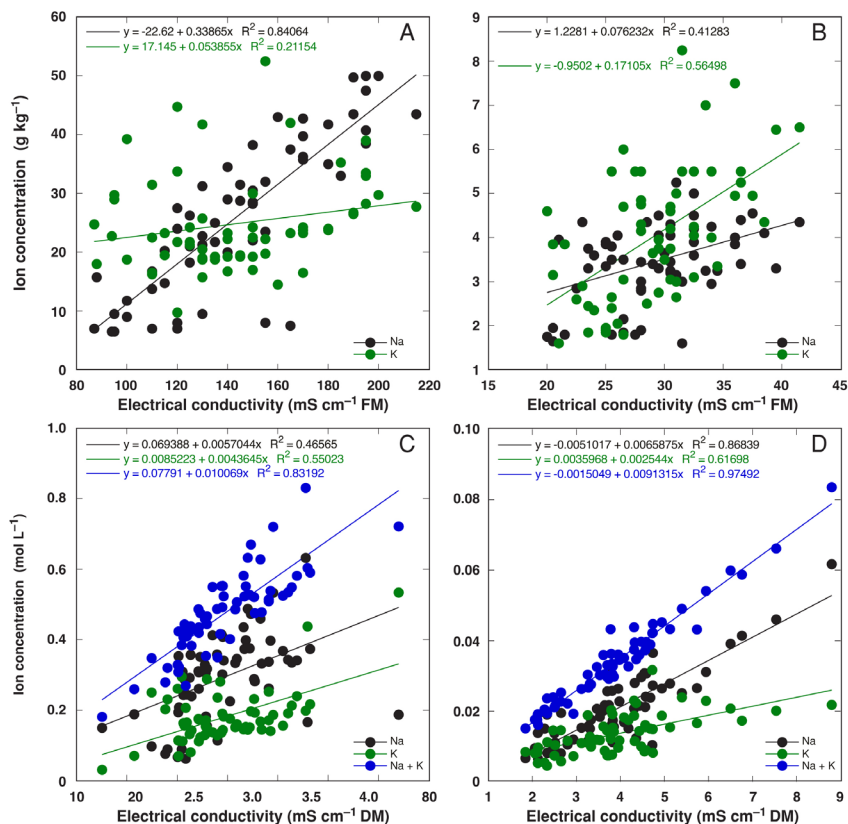 A
y = -22.62 + 0.33865x R² = 0.84064
y = 17.145 + 0.053855x R² = 0.21154
60
50
40
30
20
10
0
Ion concentration (g kg⁻¹)
Na
K
80 100 120 140 160 180 200 220
Electrical conductivity (mS cm⁻¹ FM)
B
y = 1.2281 + 0.076232x R² = 0.41283
y = -0.9502 + 0.17105x R² = 0.56498
9
8
7
6
5
4
3
2
1
Na
K
15 20 25 30 35 40 45
Electrical conductivity (mS cm⁻¹ FM)
C
y = 0.069388 + 0.0057044x R² = 0.46565
y = 0.0085223 + 0.0043645x R² = 0.55023
y = 0.07791 + 0.010069x R² = 0.83192
1.0
0.8
0.6
0.4
0.2
0.0
Ion concentration (mol L⁻¹)
Na
K
Na + K
10 20 2.5 3.0 3.5 4.0 80
Electrical conductivity (mS cm⁻¹ DM)
D
y = -0.0051017 + 0.0065875x R² = 0.86839
y = 0.0035968 + 0.002544x R² = 0.61698
y = -0.0015049 + 0.0091315x R² = 0.97492
0.10
0.08
0.06
0.04
0.02
0
Na
K
Na + K
1 2 3 4 5 6 7 8 9
Electrical conductivity (mS cm⁻¹ DM)